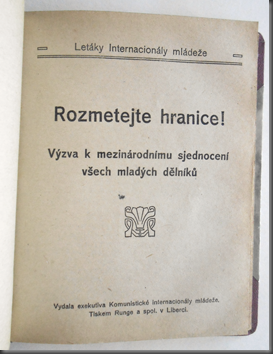 Letáky Internacionály mládeže
Rozmetejte hranice!
Výzva k mezinárodnímu sjednocení
všech mladých dělníků
Vydala exekutiva Komunistické internacionály mládeže.
Tiskem Runge a spol. v Liberci.